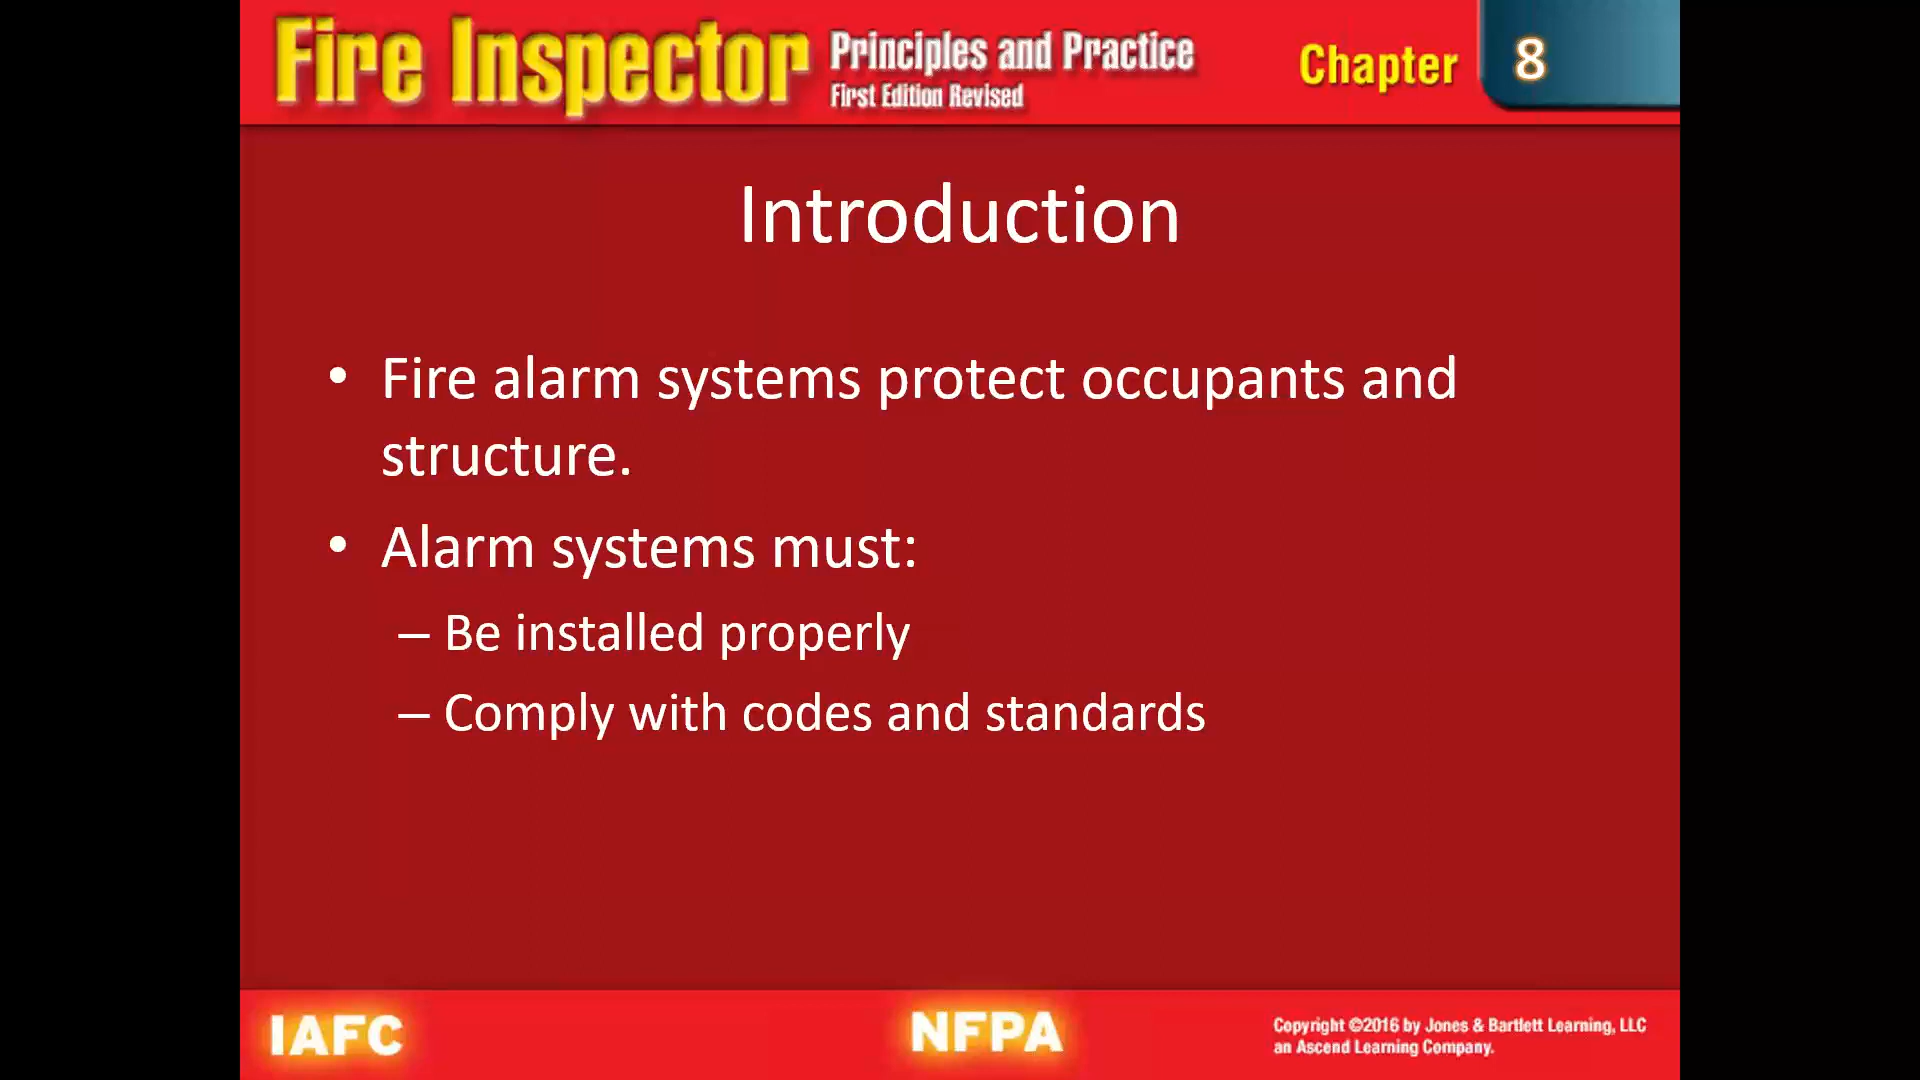 Fire Inspector Principles and Practice
First Edition Revised
Chapter 8
Introduction
• Fire alarm systems protect occupants and
structure.
• Alarm systems must:
– Be installed properly
– Comply with codes and standards
IAFC
NFPA
Copyright ©2016 by Jones & Bartlett Learning, LLC
an Ascend Learning Company.